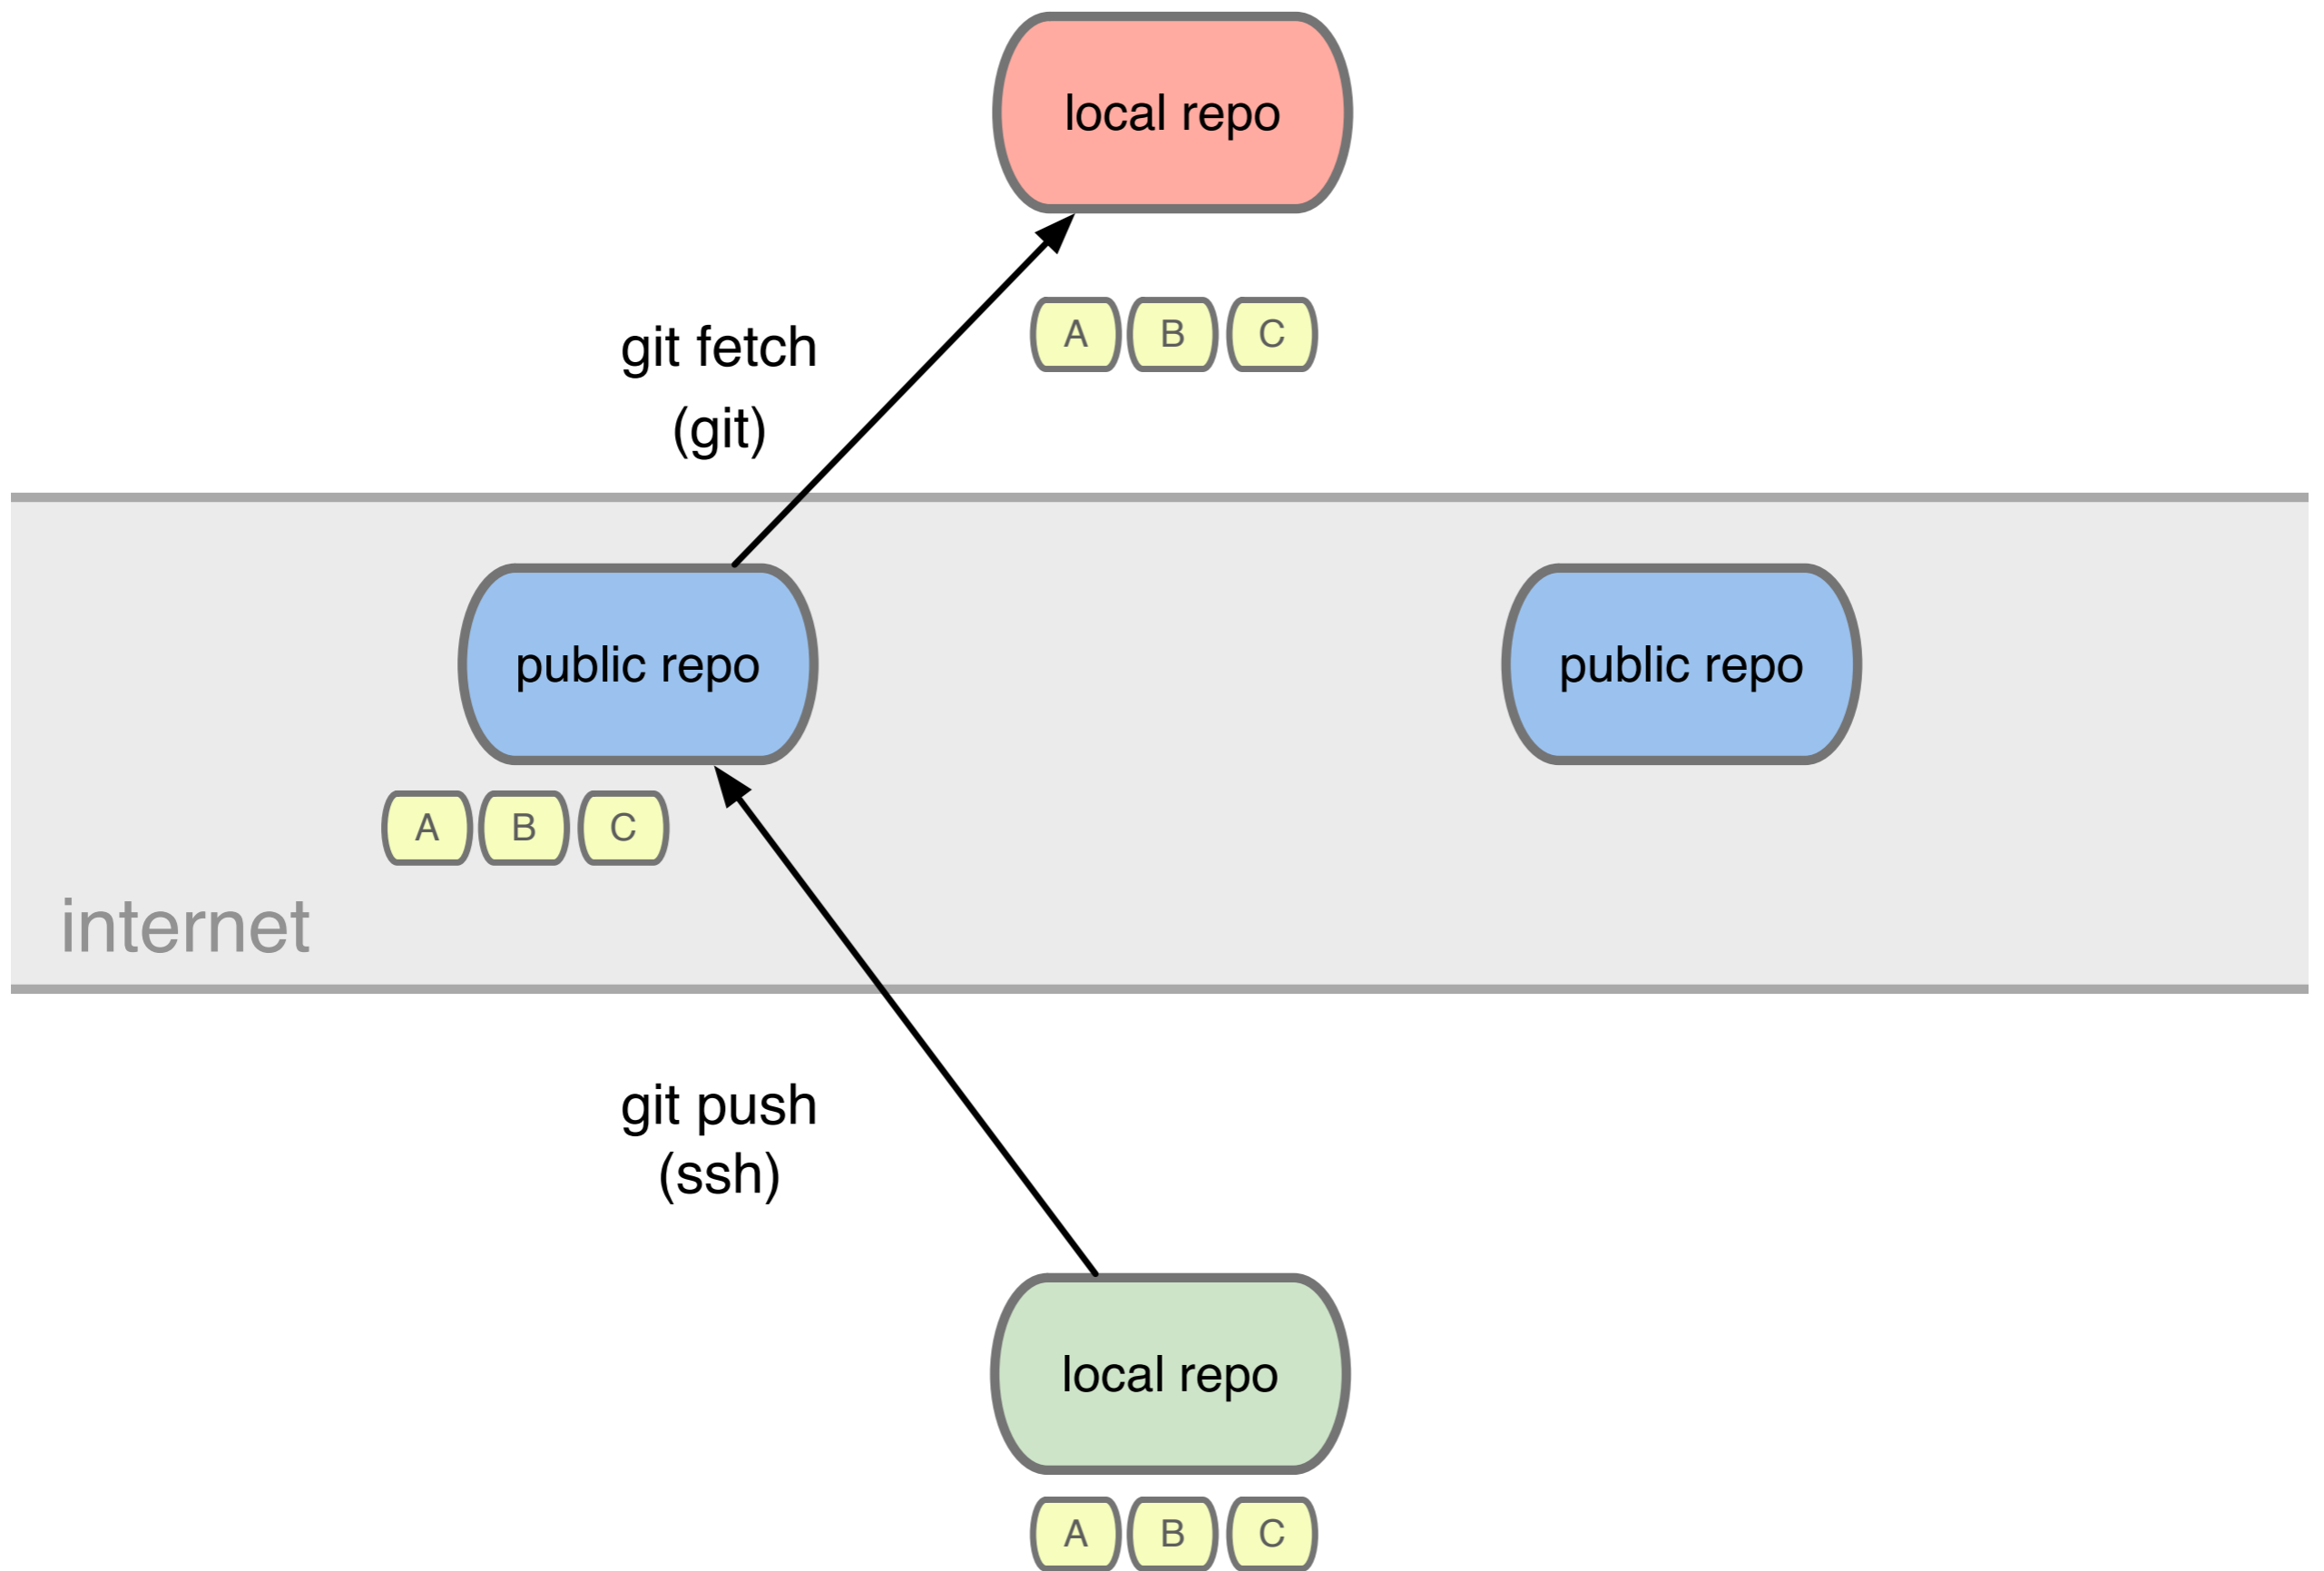 local repo
A B C
git fetch
(git)
public repo
public repo
A B C
internet
git push
(ssh)
local repo
A B C